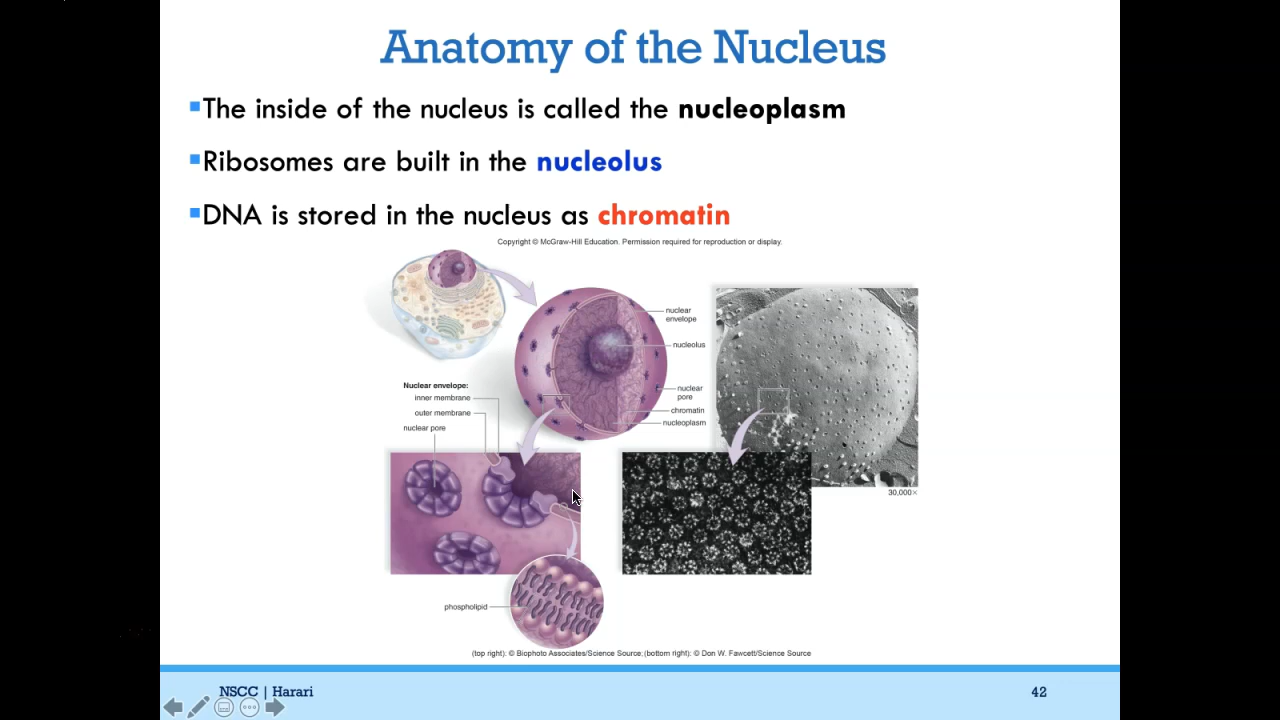 Anatomy of the Nucleus
▪The inside of the nucleus is called the nucleoplasm
▪Ribosomes are built in the nucleolus
▪DNA is stored in the nucleus as chromatin
Copyright © McGraw-Hill Education. Permission required for reproduction or display.
nuclear
envelope
nucleolus
nuclear
pore
chromatin
nucleoplasm
Nuclear envelope:
inner membrane
outer membrane
nuclear pore
30,000×
phospholipid
(top right): © Biophoto Associates/Science Source; (bottom right): © Don W. Fawcett/Science Source
NSCC | Harari
42